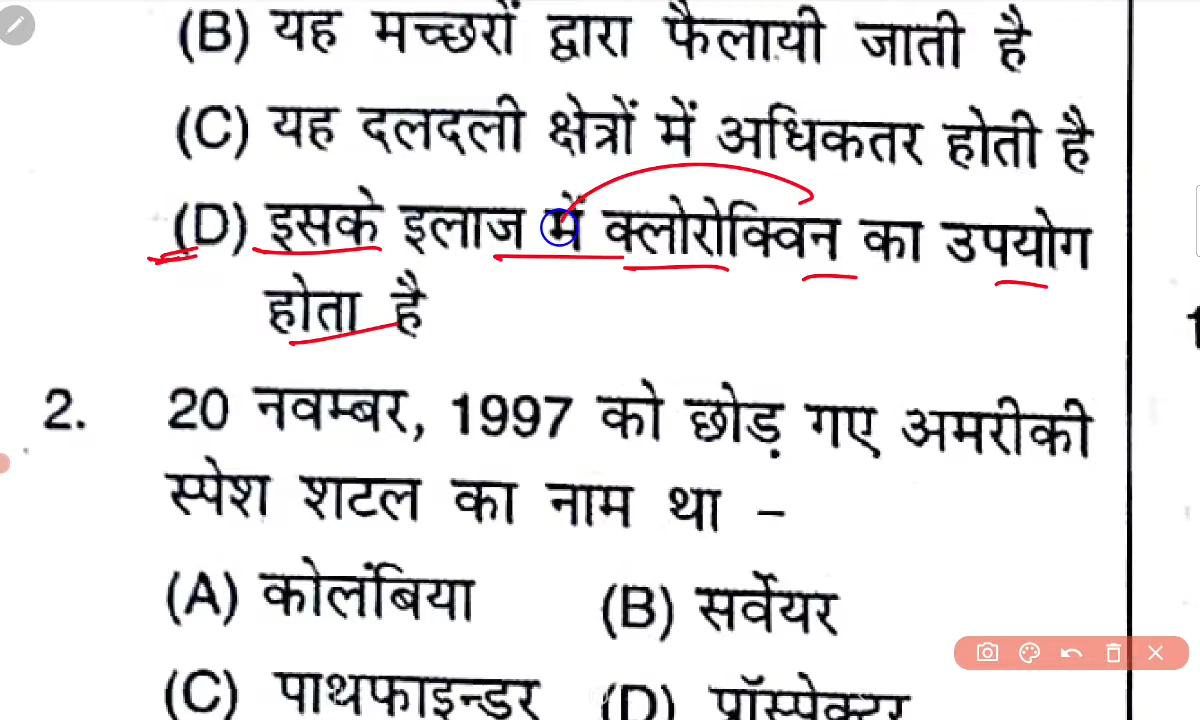 (B) यह मच्छरों द्वारा फैलायी जाती है
(C) यह दलदली क्षेत्रों में अधिकतर होती है
(D) इसके इलाज में क्लोरोक्विन का उपयोग
होता है
2. 20 नवम्बर, 1997 को छोड़ गए अमरीकी
स्पेश शटल का नाम था –
(A) कोलंबिया (B) सर्वेयर
(C) पाथफाइन्डर (D) प्रॉस्पेक्टर